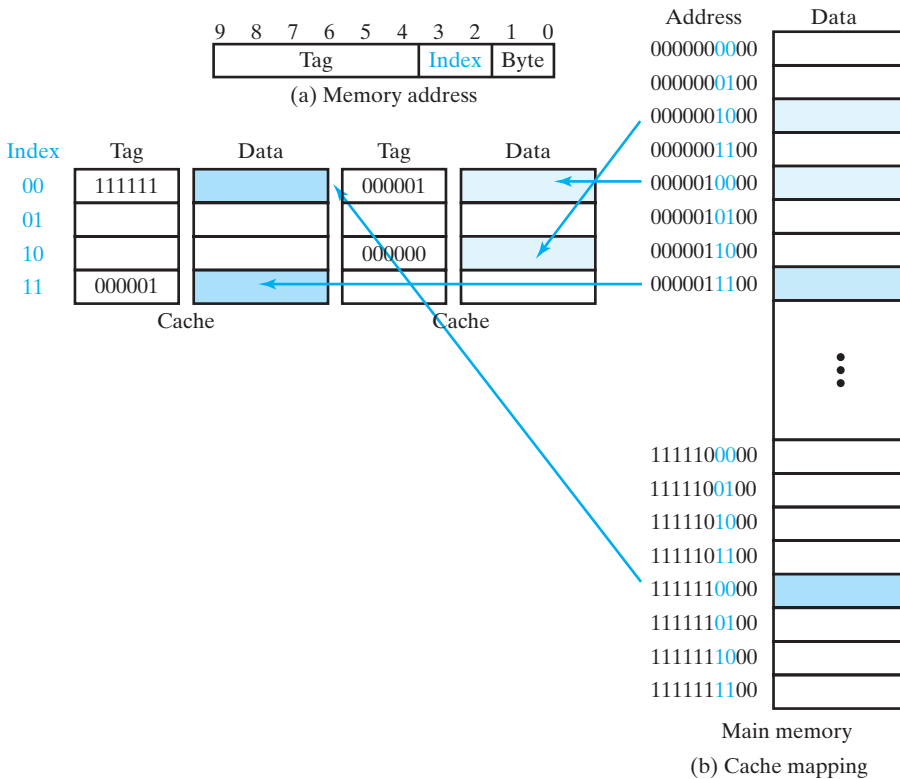 9 8 7 6 5 4 3 2 1 0
Tag Index Byte
(a) Memory address
Index Tag Data Tag Data
00 111111 000001
01
10 000000
11 000001
Cache Cache
Address Data
0000000000
0000000100
0000001000
0000001100
0000010000
0000010100
0000011000
0000011100
1111100000
1111100100
1111101000
1111101100
1111110000
1111110100
1111111000
1111111100
Main memory
(b) Cache mapping